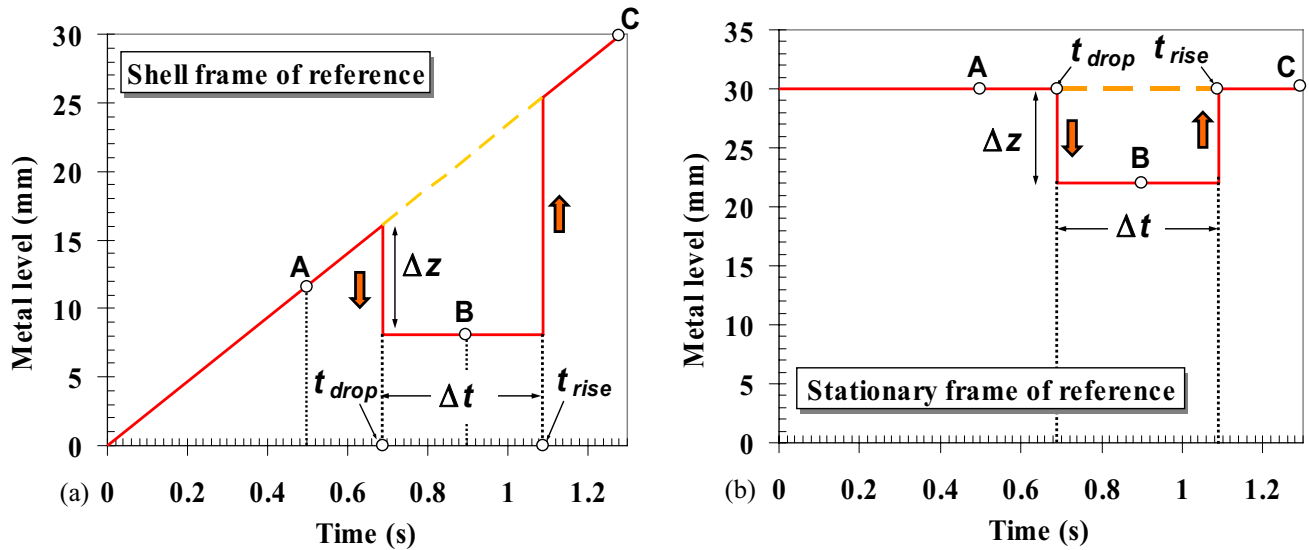 Shell frame of reference
Metal level (mm)
30
25
20
15
10
5
0
A
B
C
Δz
Δt
t drop
t rise
(a)
0 0.2 0.4 0.6 0.8 1 1.2
Time (s)
Metal level (mm)
35
30
25
20
15
10
5
0
A
t drop
t rise
C
Δz
B
Δt
Stationary frame of reference
(b)
0 0.2 0.4 0.6 0.8 1 1.2
Time (s)